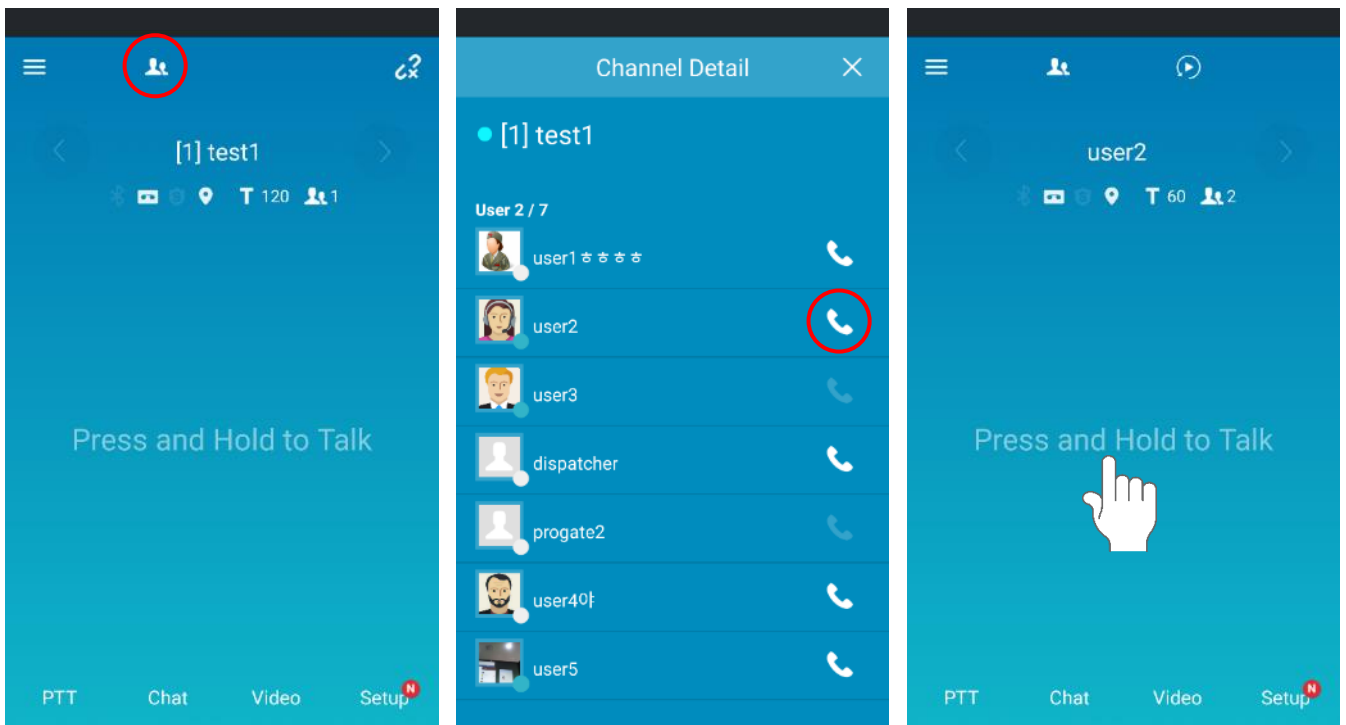 [1] test1
T 120 1
Press and Hold to Talk
PTT Chat Video Setup N
Channel Detail
[1] test1
User 2 / 7
user1ㅎㅎㅎㅎ
user2
user3
dispatcher
progate2
user4야
user5
user2
T 60 2
Press and Hold to Talk
PTT Chat Video Setup N